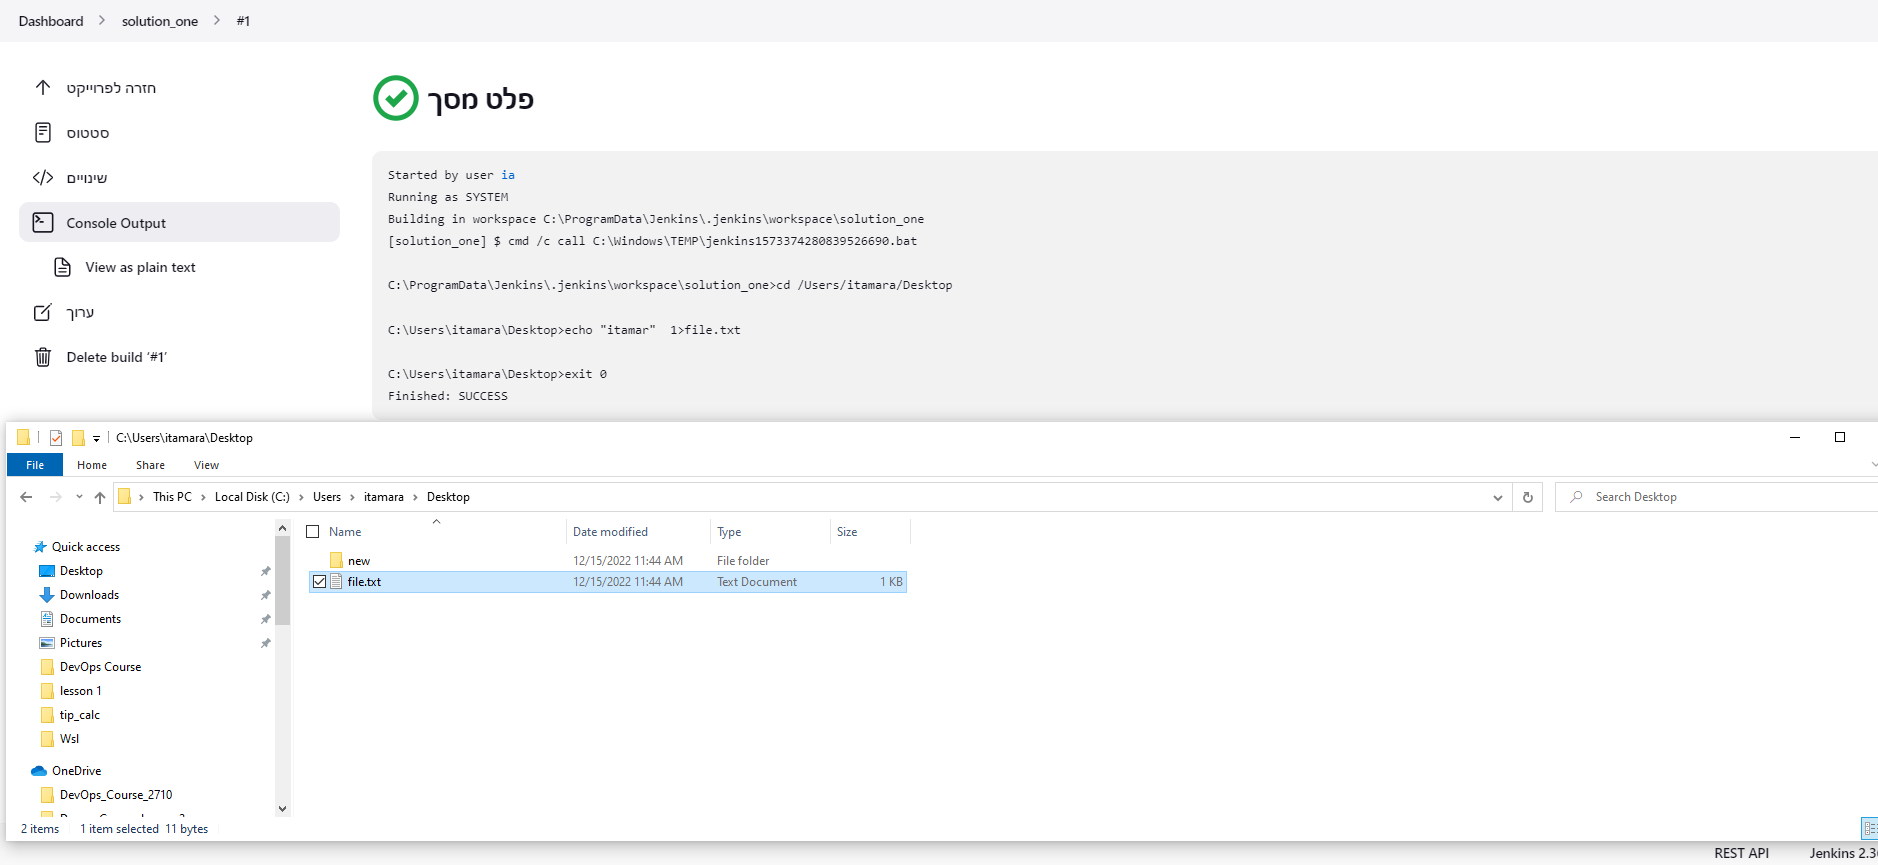 Dashboard > solution_one > #1
חזרה לפרוייקט
סטטוס
שינויים
Console Output
View as plain text
ערוך
Delete build ‘#1’
פלט מסך
Started by user ia
Running as SYSTEM
Building in workspace C:\ProgramData\Jenkins\.jenkins\workspace\solution_one
[solution_one] $ cmd /c call C:\Windows\TEMP\jenkins1573374280839526690.bat
C:\ProgramData\Jenkins\.jenkins\workspace\solution_one>cd /Users/itamara/Desktop
C:\Users\itamara\Desktop>echo "itamar"  1>file.txt
C:\Users\itamara\Desktop>exit 0
Finished: SUCCESS
C:\Users\itamara\Desktop
File Home Share View
This PC > Local Disk (C:) > Users > itamara > Desktop
Search Desktop
Quick access
Desktop
Downloads
Documents
Pictures
DevOps Course
lesson 1
tip_calc
Wsl
OneDrive
DevOps_Course_2710
Name Date modified Type Size
new 12/15/2022 11:44 AM File folder
file.txt 12/15/2022 11:44 AM Text Document 1 KB
2 items 1 item selected 11 bytes
REST API Jenkins